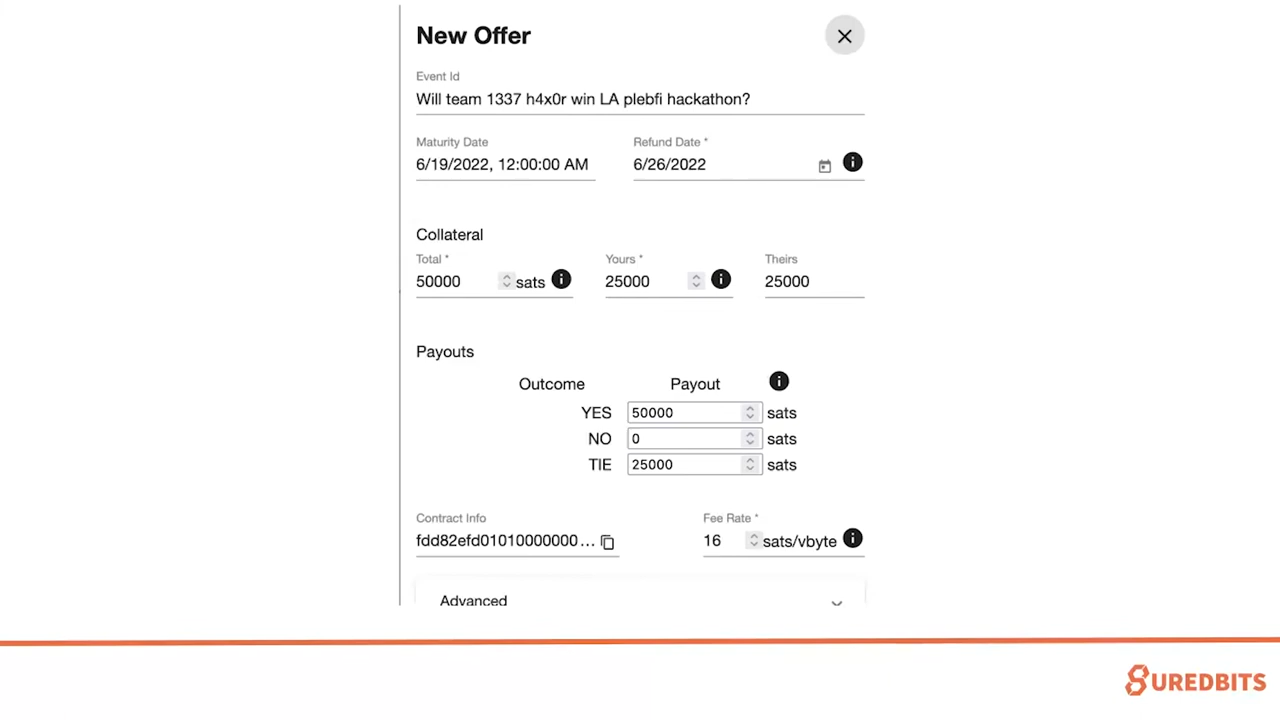 New Offer
Event Id
Will team 1337 h4x0r win LA plebfi hackathon?
Maturity Date Refund Date *
6/19/2022, 12:00:00 AM 6/26/2022
Collateral
Total * Yours * Theirs
50000 sats 25000 25000
Payouts
Outcome Payout
YES 50000 sats
NO 0 sats
TIE 25000 sats
Contract Info Fee Rate *
fdd82efd01010000000... 16 sats/vbyte
Advanced
SUREDBITS